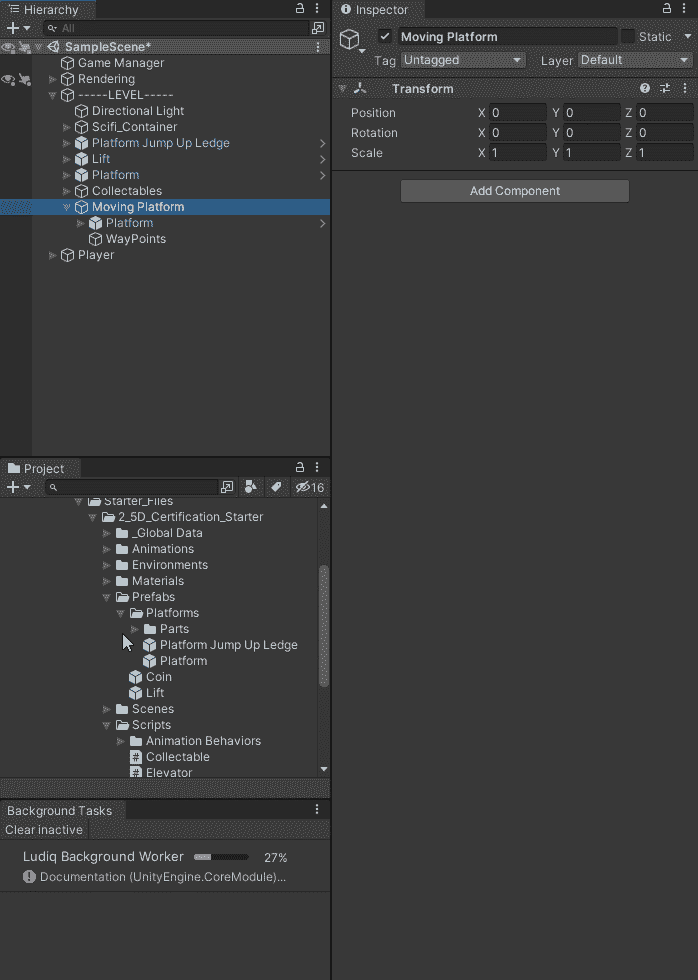 Hierarchy
All
SampleScene*
Game Manager
Rendering
-----LEVEL-----
Directional Light
Scifi_Container
Platform Jump Up Ledge
Lift
Platform
Collectables
Moving Platform
Platform
WayPoints
Player
Project
16
Starter_Files
2_5D_Certification_Starter
_Global Data
Animations
Environments
Materials
Prefabs
Platforms
Parts
Platform Jump Up Ledge
Platform
Coin
Lift
Scenes
Scripts
Animation Behaviors
Collectable
Elevator
Background Tasks
Clear inactive
Ludiq Background Worker 27%
Documentation (UnityEngine.CoreModule)...
Inspector
Moving Platform Static
Tag Untagged Layer Default
Transform
Position X 0 Y 0 Z 0
Rotation X 0 Y 0 Z 0
Scale X 1 Y 1 Z 1
Add Component